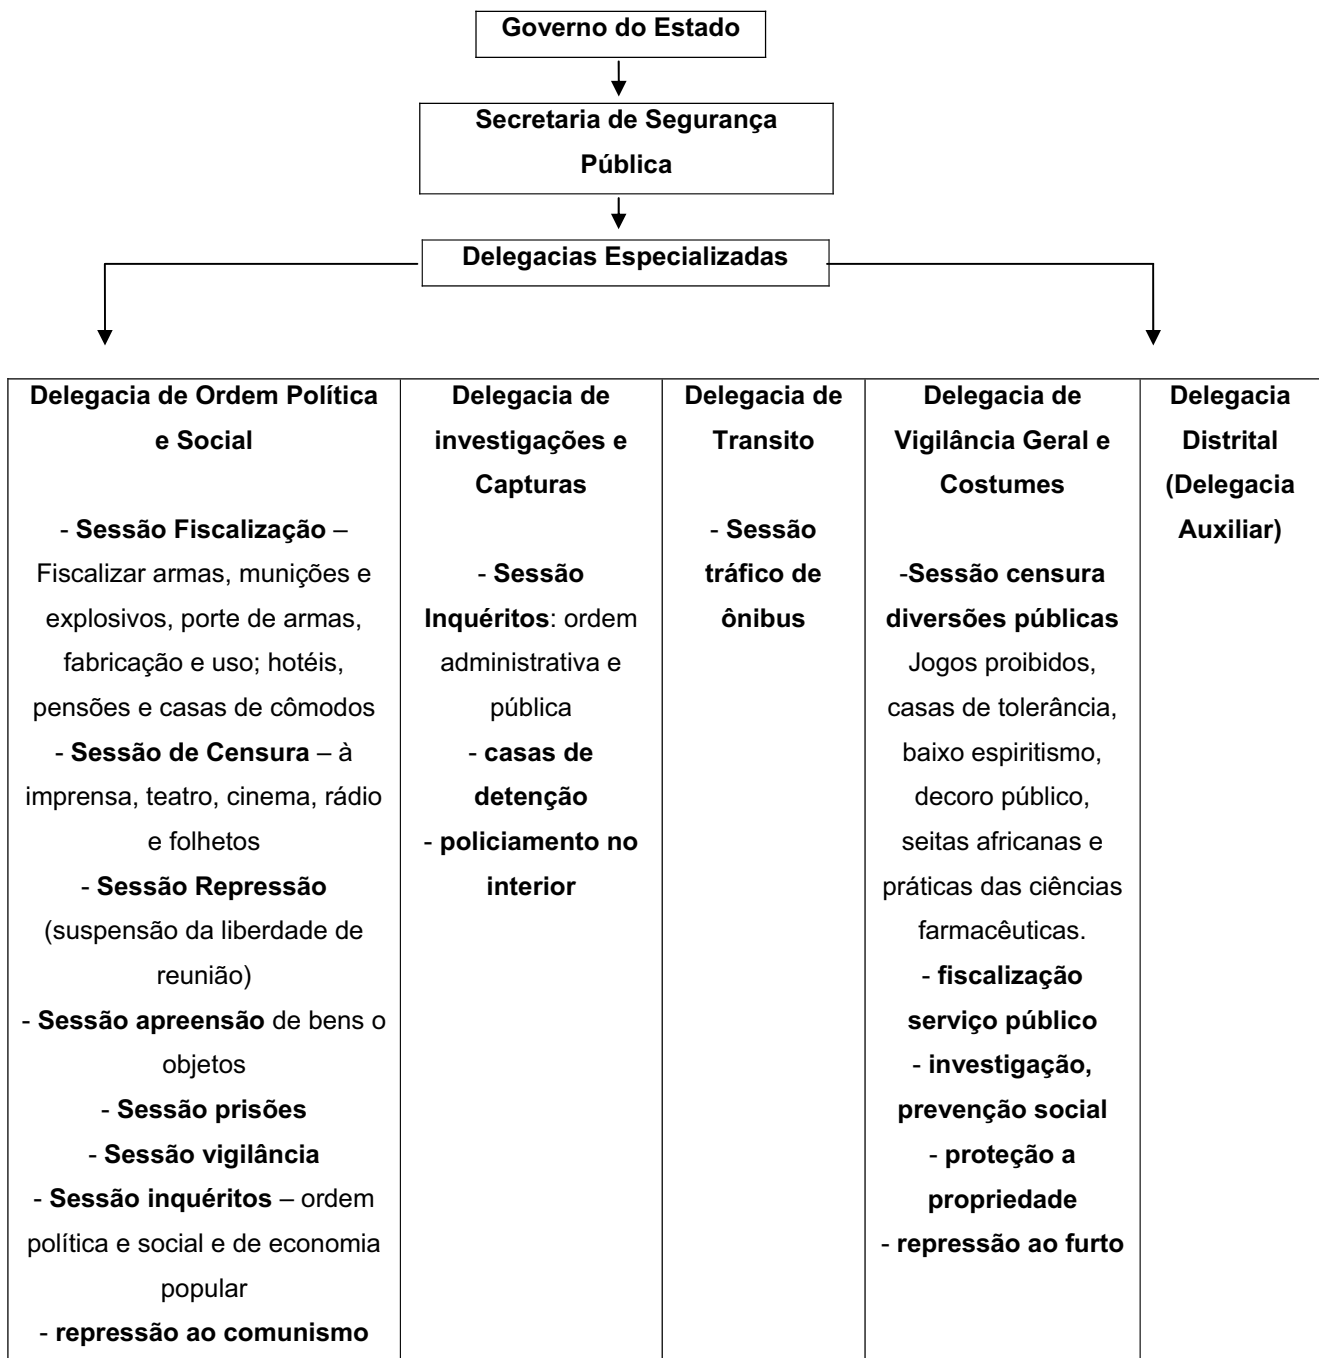 Governo do Estado
Secretaria de Segurança
Pública
Delegacias Especializadas
Delegacia de Ordem Política
e Social
- Sessão Fiscalização –
Fiscalizar armas, munições e
explosivos, porte de armas,
fabricação e uso; hotéis,
pensões e casas de cômodos
- Sessão de Censura – à
imprensa, teatro, cinema, rádio
e folhetos
- Sessão Repressão
(suspensão da liberdade de
reunião)
- Sessão apreensão de bens o
objetos
- Sessão prisões
- Sessão vigilância
- Sessão inquéritos – ordem
política e social e de economia
popular
- repressão ao comunismo
Delegacia de
investigações e
Capturas
- Sessão
Inquéritos: ordem
administrativa e
pública
- casas de
detenção
- policiamento no
interior
Delegacia de
Transito
- Sessão
tráfico de
ônibus
Delegacia de
Vigilância Geral e
Costumes
-Sessão censura
diversões públicas
Jogos proibidos,
casas de tolerância,
baixo espiritismo,
decoro público,
seitas africanas e
práticas das ciências
farmacêuticas.
- fiscalização
serviço público
- investigação,
prevenção social
- proteção a
propriedade
- repressão ao furto
Delegacia
Distrital
(Delegacia
Auxiliar)